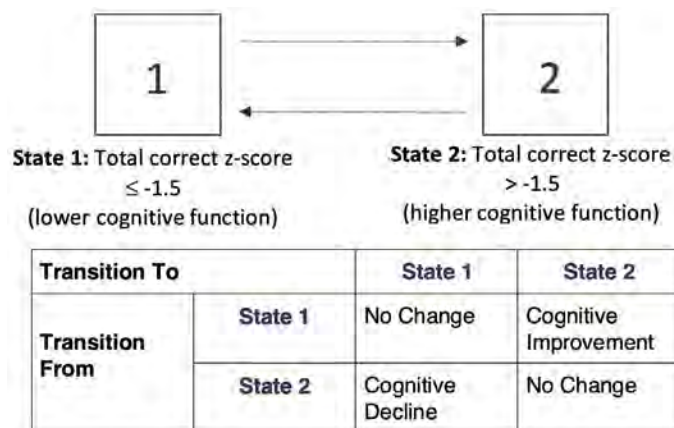 1
2
State 1: Total correct z-score
≤ -1.5
(lower cognitive function)
State 2: Total correct z-score
> -1.5
(higher cognitive function)
Transition To
State 1
State 2
Transition From
State 1
No Change
Cognitive Improvement
State 2
Cognitive Decline
No Change